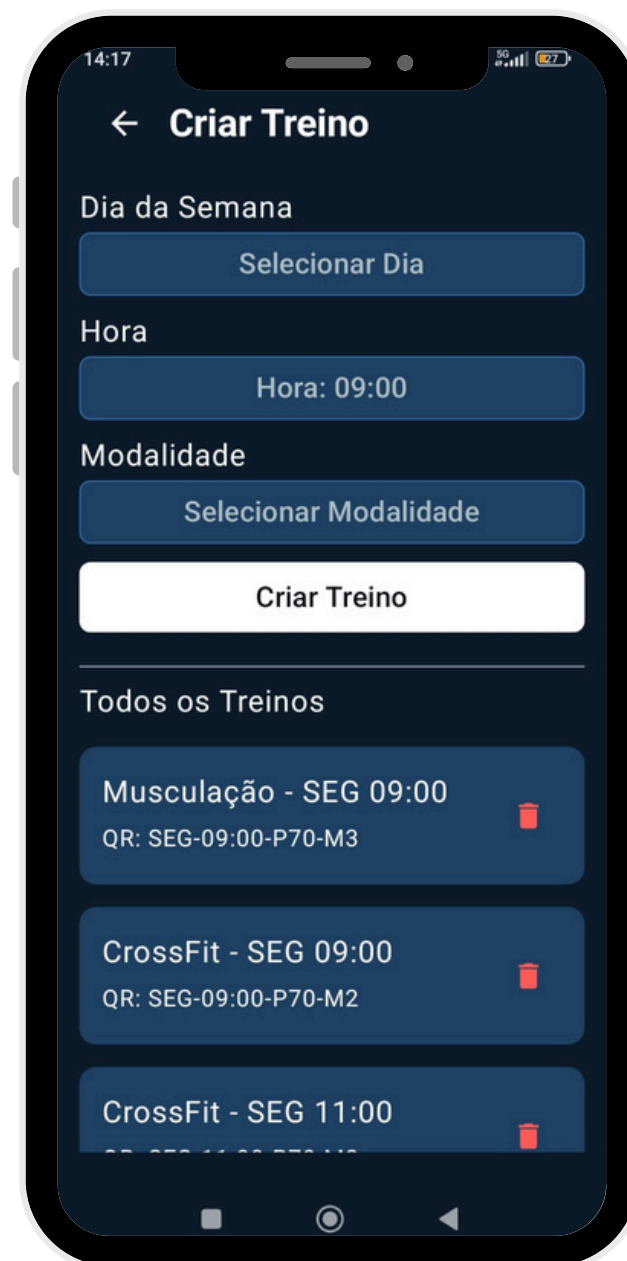 14:17
5G
27
Criar Treino
Dia da Semana
Selecionar Dia
Hora
Hora: 09:00
Modalidade
Selecionar Modalidade
Criar Treino
Todos os Treinos
Musculação - SEG 09:00
QR: SEG-09:00-P70-M3
CrossFit - SEG 09:00
QR: SEG-09:00-P70-M2
CrossFit - SEG 11:00